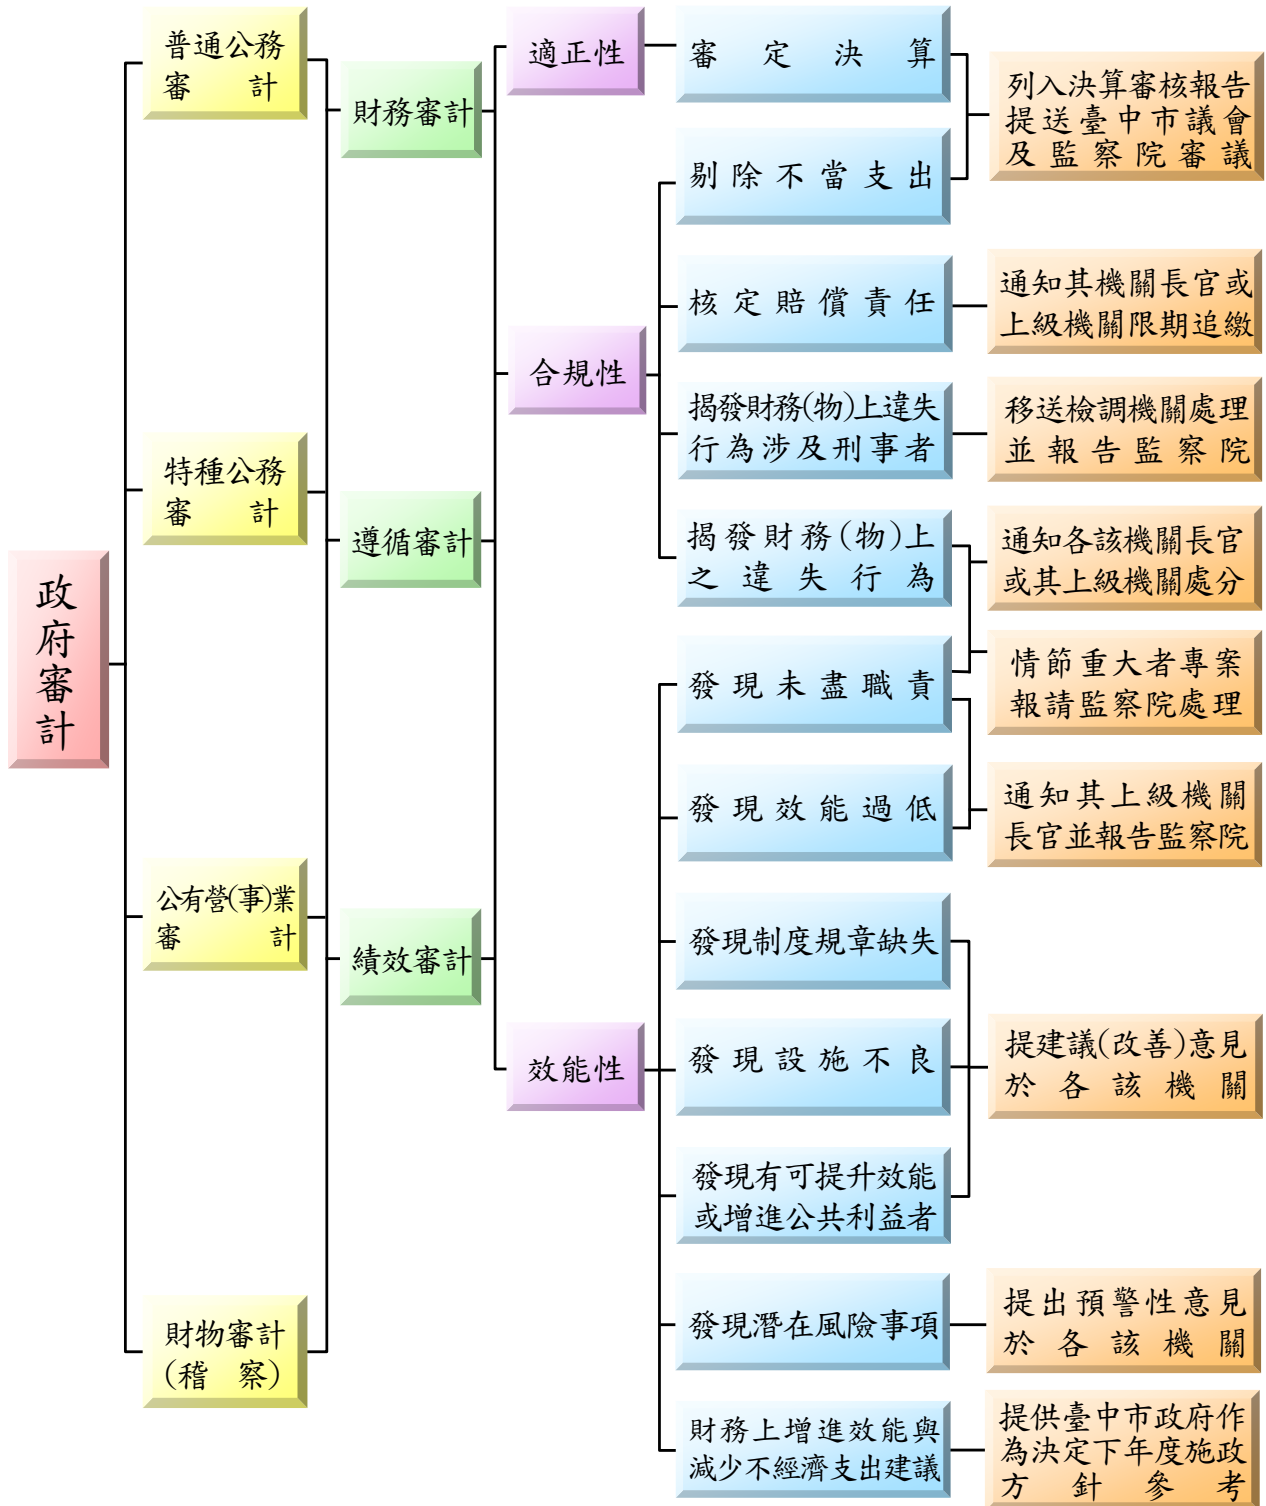 政府審計
普通公務
審計
特種公務
審計
公有營(事)業
審計
財物審計
(稽察)
財務審計
遵循審計
績效審計
適正性
合規性
效能性
審定決算
剔除不當支出
核定賠償責任
揭發財務(物)上違失
行為涉及刑事者
揭發財務(物)上
之違失行為
發現未盡職責
發現效能過低
發現制度規章缺失
發現設施不良
發現有可提升效能
或增進公共利益者
發現潛在風險事項
財務上增進效能與
減少不經濟支出建議
列入決算審核報告
提送臺中市議會
及監察院審議
通知其機關長官或
上級機關限期追繳
移送檢調機關處理
並報告監察院
通知各該機關長官
或其上級機關處分
情節重大者專案
報請監察院處理
通知其上級機關
長官並報告監察院
提建議(改善)意見
於各該機關
提出預警性意見
於各該機關
提供臺中市政府作
為決定下年度施政
方針參考